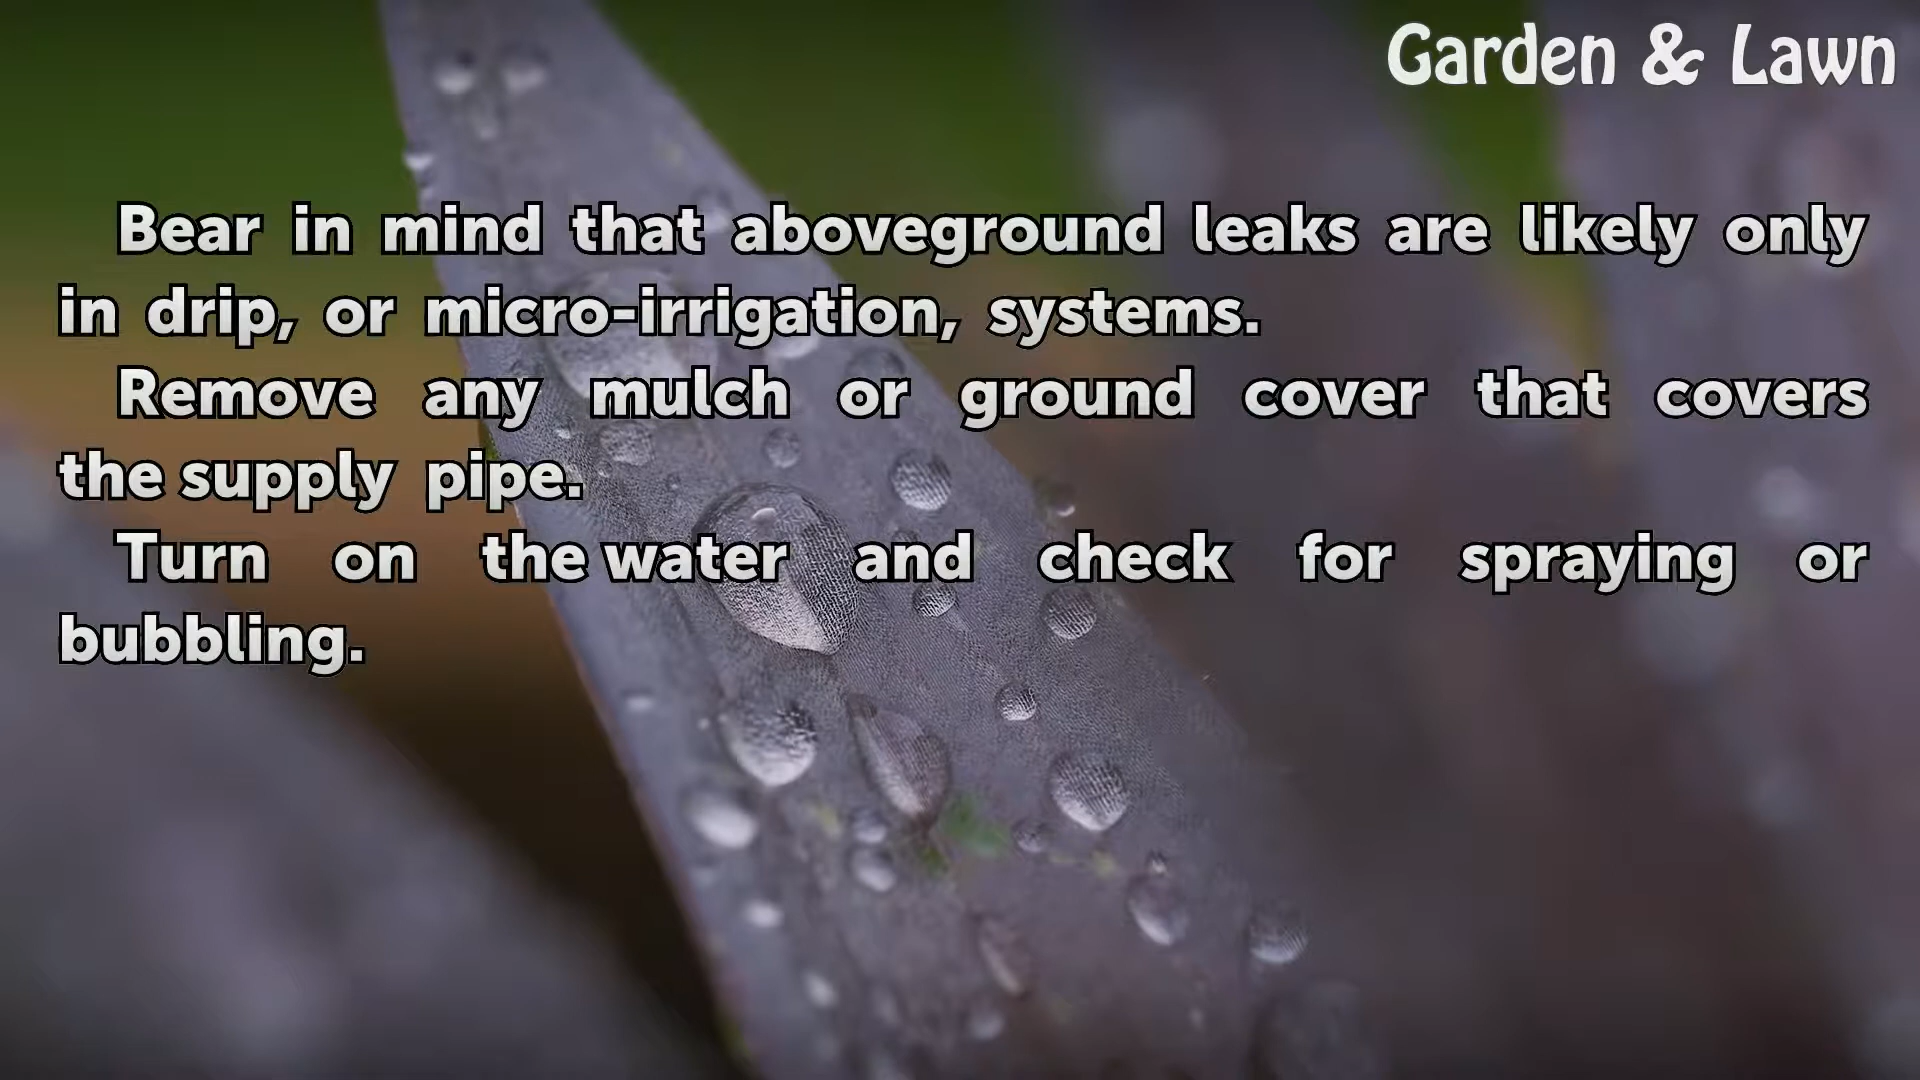 Garden & Lawn
Bear in mind that aboveground leaks are likely only
in drip, or micro-irrigation, systems.
Remove any mulch or ground cover that covers
the supply pipe.
Turn on the water and check for spraying or
bubbling.